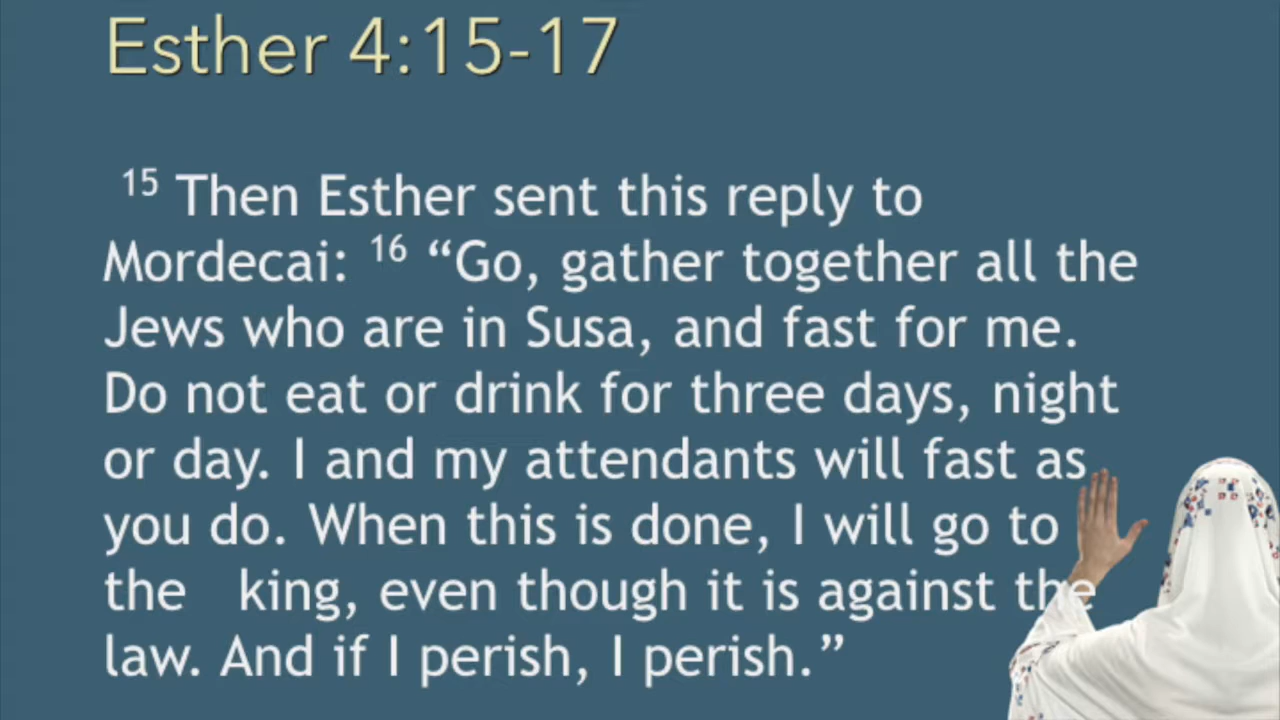 Esther 4:15-17
15 Then Esther sent this reply to
Mordecai: 16 “Go, gather together all the
Jews who are in Susa, and fast for me.
Do not eat or drink for three days, night
or day. I and my attendants will fast as
you do. When this is done, I will go to
the king, even though it is against the
law. And if I perish, I perish.”